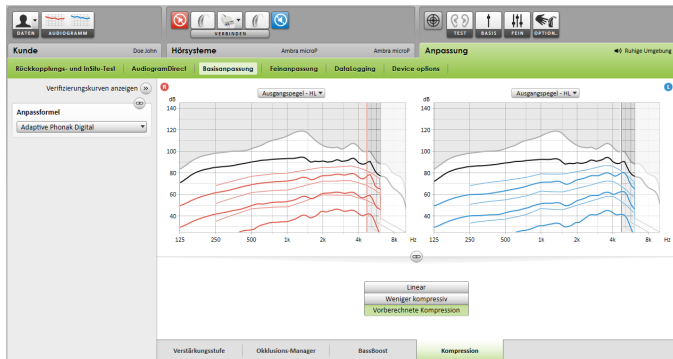 DATEN AUDIOGRAMM VERBINDEN TEST BASIS FEIN OPTION..
Kunde Doe John Hörsysteme Ambra microP Ambra microP Anpassung Ruhige Umgebung
Rückkopplungs- und InSitu-Test AudiogramDirect Basisanpassung Feinanpassung DataLogging Device options
Verifizierungskurven anzeigen »
Anpassformel
Adaptive Phonak Digital
R L
Ausgangspegel - HL Ausgangspegel - HL
dB dB
140 140
120 120
100 100
80 80
60 60
40 40
125 250 500 1k 2k 4k 8k Hz 125 250 500 1k 2k 4k 8k Hz
Linear
Weniger kompressiv
Vorberechnete Kompression
Verstärkungsstufe Okklusions-Manager BassBoost Kompression